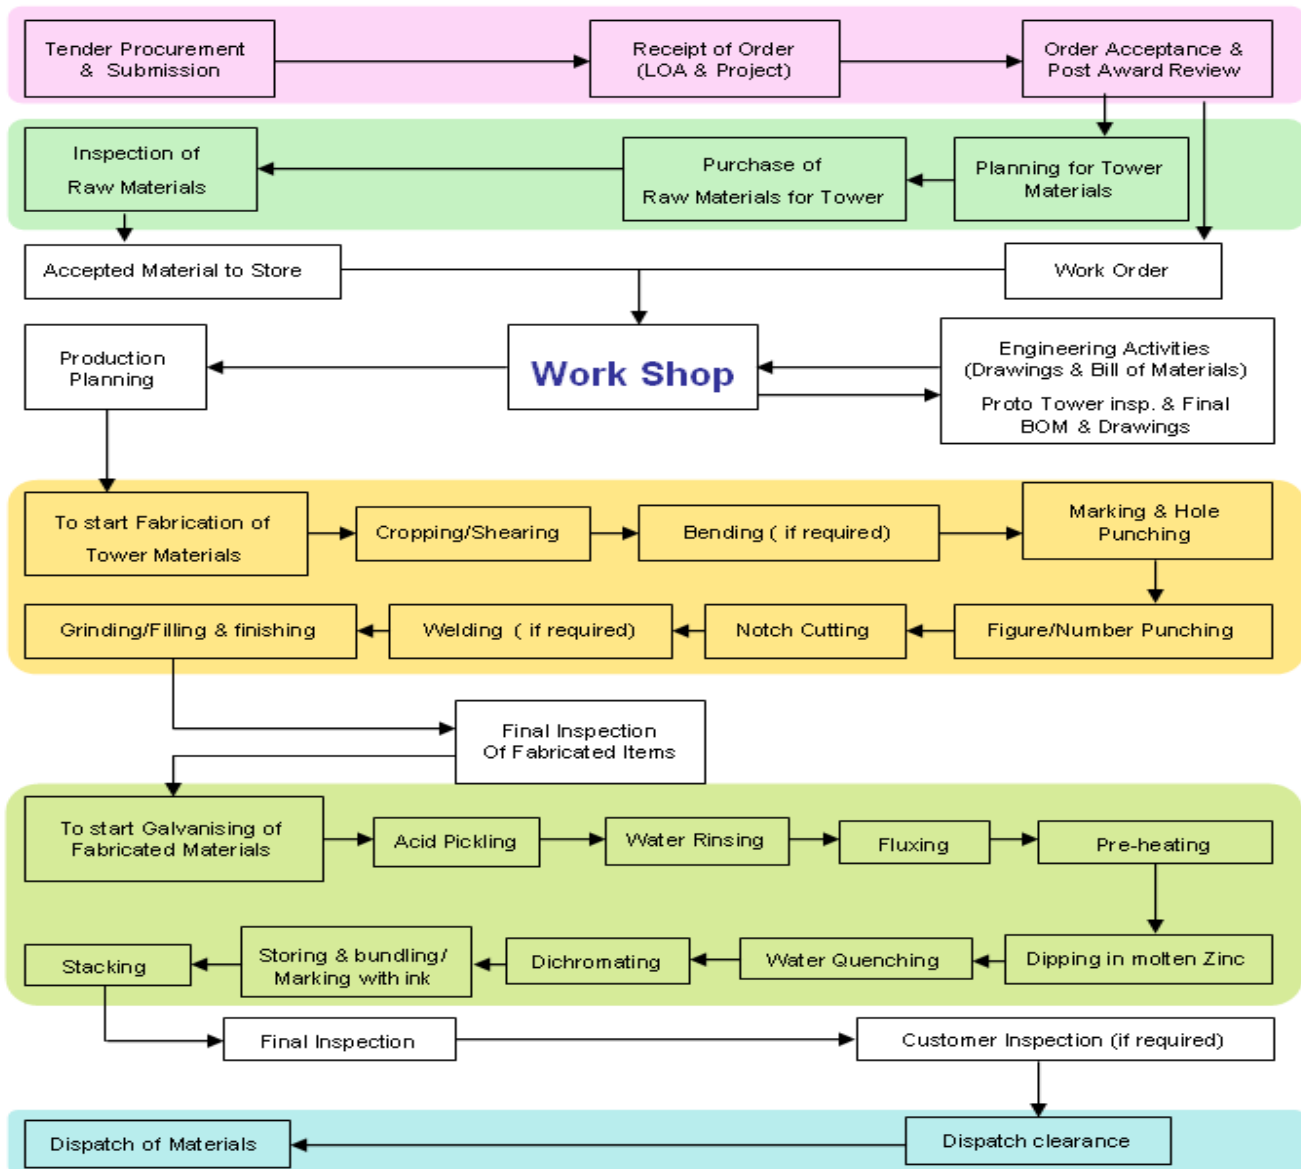 Tender Procurement
& Submission
Receipt of Order
(LOA & Project)
Order Acceptance &
Post Award Review
Inspection of
Raw Materials
Purchase of
Raw Materials for Tower
Planning for Tower
Materials
Accepted Material to Store
Work Order
Production
Planning
Work Shop
Engineering Activities
(Drawings & Bill of Materials)
Proto Tower insp. & Final
BOM & Drawings
To start Fabrication of
Tower Materials
Cropping/Shearing
Bending ( if required)
Marking & Hole
Punching
Grinding/Filling & finishing
Welding ( if required)
Notch Cutting
Figure/Number Punching
Final Inspection
Of Fabricated Items
To start Galvanising of
Fabricated Materials
Acid Pickling
Water Rinsing
Fluxing
Pre-heating
Stacking
Storing & bundling/
Marking with ink
Dichromating
Water Quenching
Dipping in molten Zinc
Final Inspection
Customer Inspection (if required)
Dispatch of Materials
Dispatch clearance